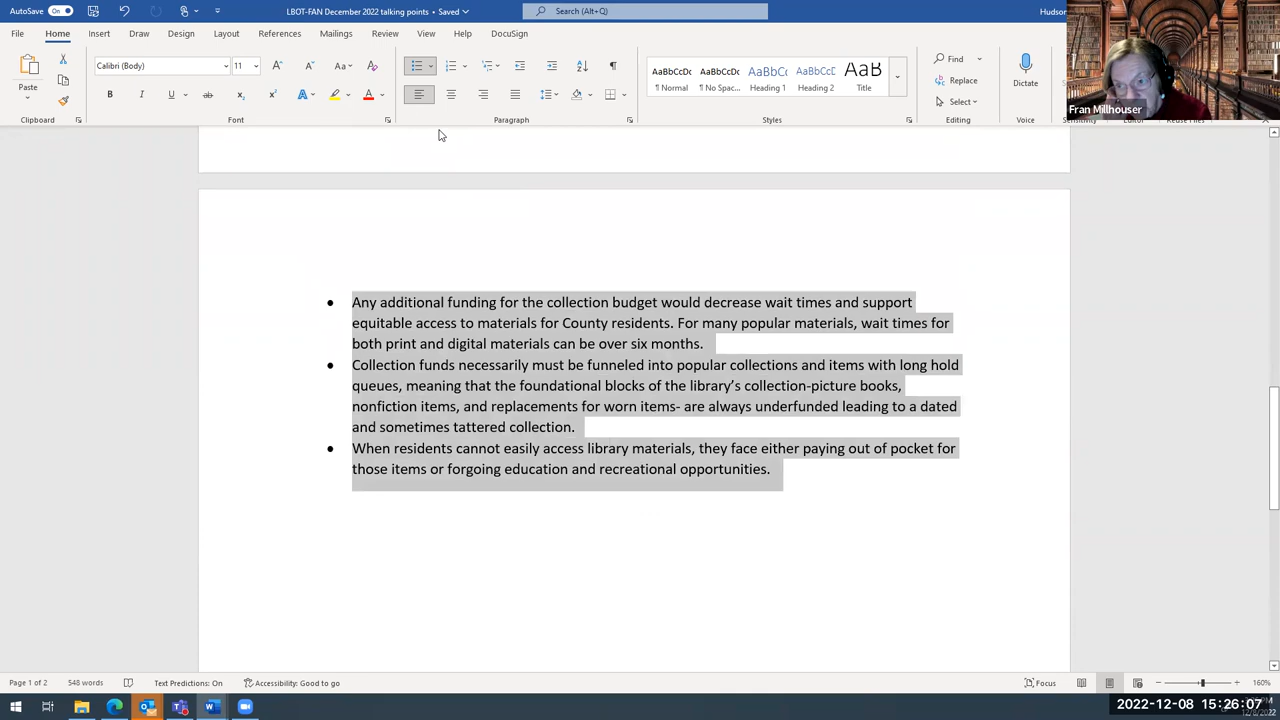 AutoSave On LBOT-FAN December 2022 talking points • Saved Search (Alt+Q) Hudson
File Home Insert Draw Design Layout References Mailings Review View Help DocuSign
Paste
Clipboard
Calibri (Body) 11 Aa
B I U ab x x A A
Font
Paragraph
AaBbCcDc AaBbCcDc AaBbC AaBbCcD AaB
¶ Normal ¶ No Spac... Heading 1 Heading 2 Title
Styles
Find
Replace
Select
Editing
Dictate
Voice
Fran Millhouser
Sensitivity Editor Reuse Files
• Any additional funding for the collection budget would decrease wait times and support
equitable access to materials for County residents. For many popular materials, wait times for
both print and digital materials can be over six months.
• Collection funds necessarily must be funneled into popular collections and items with long hold
queues, meaning that the foundational blocks of the library's collection-picture books,
nonfiction items, and replacements for worn items- are always underfunded leading to a dated
and sometimes tattered collection.
• When residents cannot easily access library materials, they face either paying out of pocket for
those items or forgoing education and recreational opportunities.
Page 1 of 2 548 words Text Predictions: On Accessibility: Good to go Focus 160%
2022-12-08 15:26:07